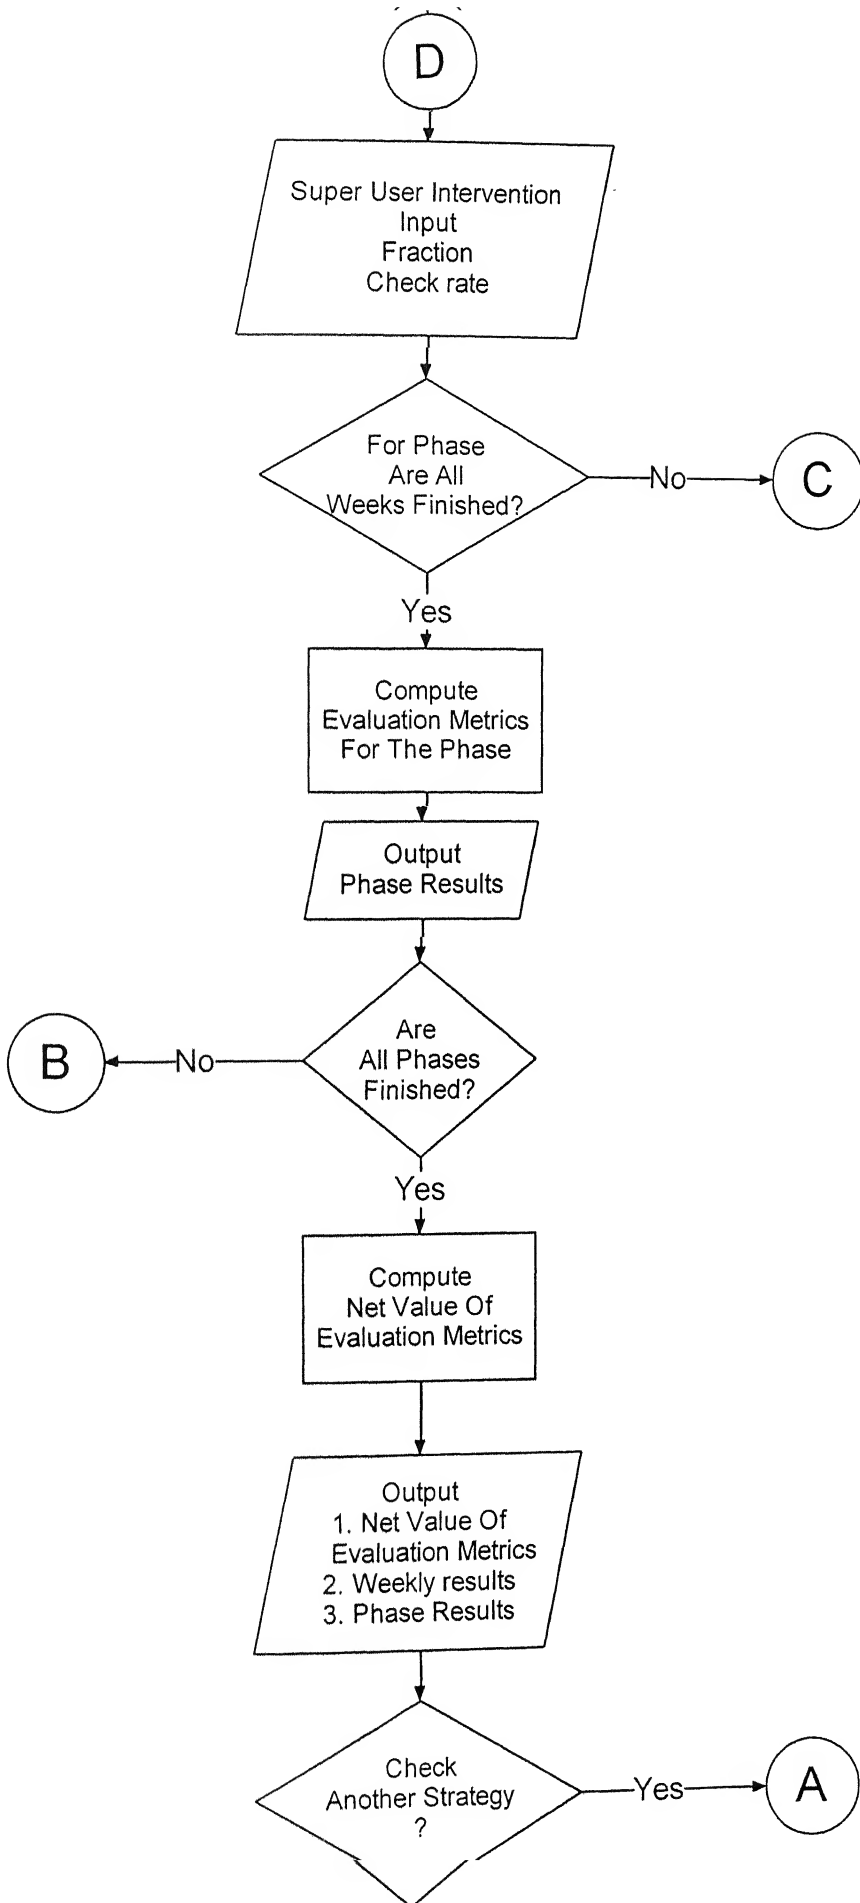 D
Super User Intervention
Input
Fraction
Check rate
For Phase
Are All
Weeks Finished?
No
C
Yes
Compute
Evaluation Metrics
For The Phase
Output
Phase Results
Are
All Phases
Finished?
No
B
Yes
Compute
Net Value Of
Evaluation Metrics
Output
1. Net Value Of
Evaluation Metrics
2. Weekly results
3. Phase Results
Check
Another Strategy
?
Yes
A